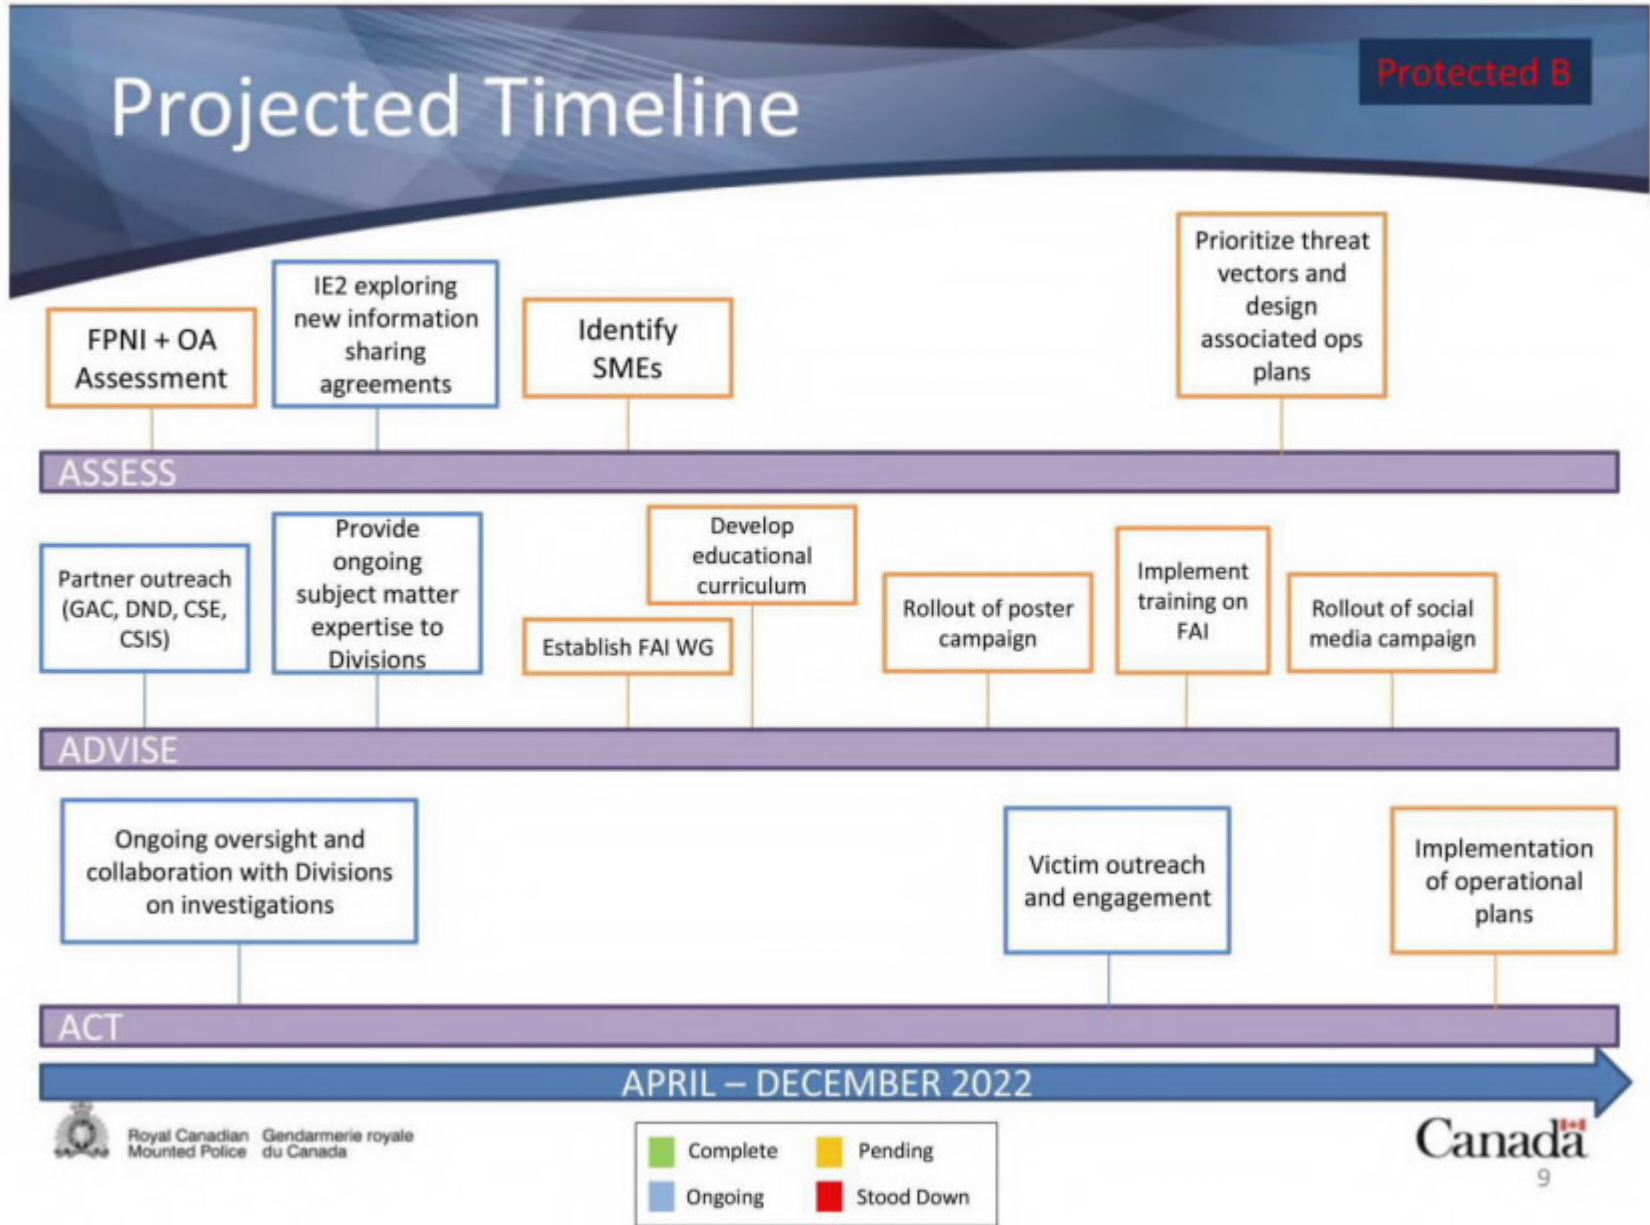 Projected Timeline
Protected B
FPNI + OA
Assessment
IE2 exploring
new information
sharing
agreements
Identify
SMEs
Prioritize threat
vectors and
design
associated ops
plans
ASSESS
Partner outreach
(GAC, DND, CSE,
CSIS)
Provide
ongoing
subject matter
expertise to
Divisions
Establish FAI WG
Develop
educational
curriculum
Rollout of poster
campaign
Implement
training on
FAI
Rollout of social
media campaign
ADVISE
Ongoing oversight and
collaboration with Divisions
on investigations
Victim outreach
and engagement
Implementation
of operational
plans
ACT
APRIL – DECEMBER 2022
Royal Canadian
Mounted Police
Gendarmerie royale
du Canada
Complete
Pending
Ongoing
Stood Down
Canada
9